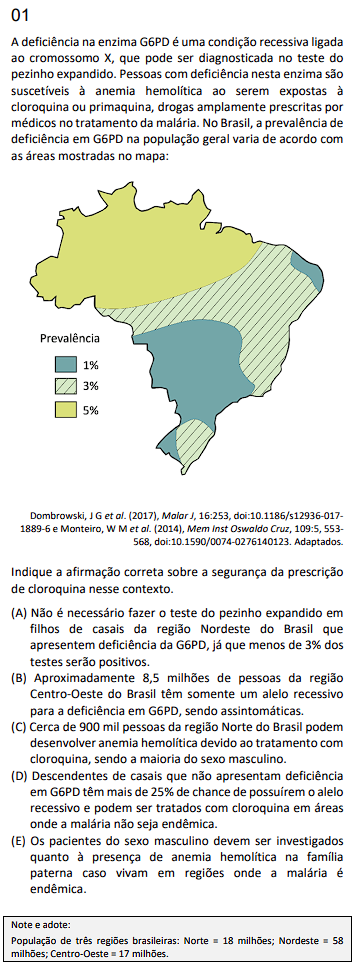 01
A deficiência na enzima G6PD é uma condição recessiva ligada
ao cromossomo X, que pode ser diagnosticada no teste do
pezinho expandido. Pessoas com deficiência nesta enzima são
suscetíveis à anemia hemolítica ao serem expostas à
cloroquina ou primaquina, drogas amplamente prescritas por
médicos no tratamento da malária. No Brasil, a prevalência de
deficiência em G6PD na população geral varia de acordo com
as áreas mostradas no mapa:
Prevalência
1%
3%
5%
Dombrowski, J G et al. (2017), Malar J, 16:253, doi:10.1186/s12936-017-
1889-6 e Monteiro, W M et al. (2014), Mem Inst Oswaldo Cruz, 109:5, 553-
568, doi:10.1590/0074-0276140123. Adaptados.
Indique a afirmação correta sobre a segurança da prescrição
de cloroquina nesse contexto.
(A) Não é necessário fazer o teste do pezinho expandido em
filhos de casais da região Nordeste do Brasil que
apresentem deficiência da G6PD, já que menos de 3% dos
testes serão positivos.
(B) Aproximadamente 8,5 milhões de pessoas da região
Centro-Oeste do Brasil têm somente um alelo recessivo
para a deficiência em G6PD, sendo assintomáticas.
(C) Cerca de 900 mil pessoas da região Norte do Brasil podem
desenvolver anemia hemolítica devido ao tratamento com
cloroquina, sendo a maioria do sexo masculino.
(D) Descendentes de casais que não apresentam deficiência
em G6PD têm mais de 25% de chance de possuírem o alelo
recessivo e podem ser tratados com cloroquina em áreas
onde a malária não seja endêmica.
(E) Os pacientes do sexo masculino devem ser investigados
quanto à presença de anemia hemolítica na família
paterna caso vivam em regiões onde a malária é
endêmica.
Note e adote:
População de três regiões brasileiras: Norte = 18 milhões; Nordeste = 58
milhões; Centro-Oeste = 17 milhões.